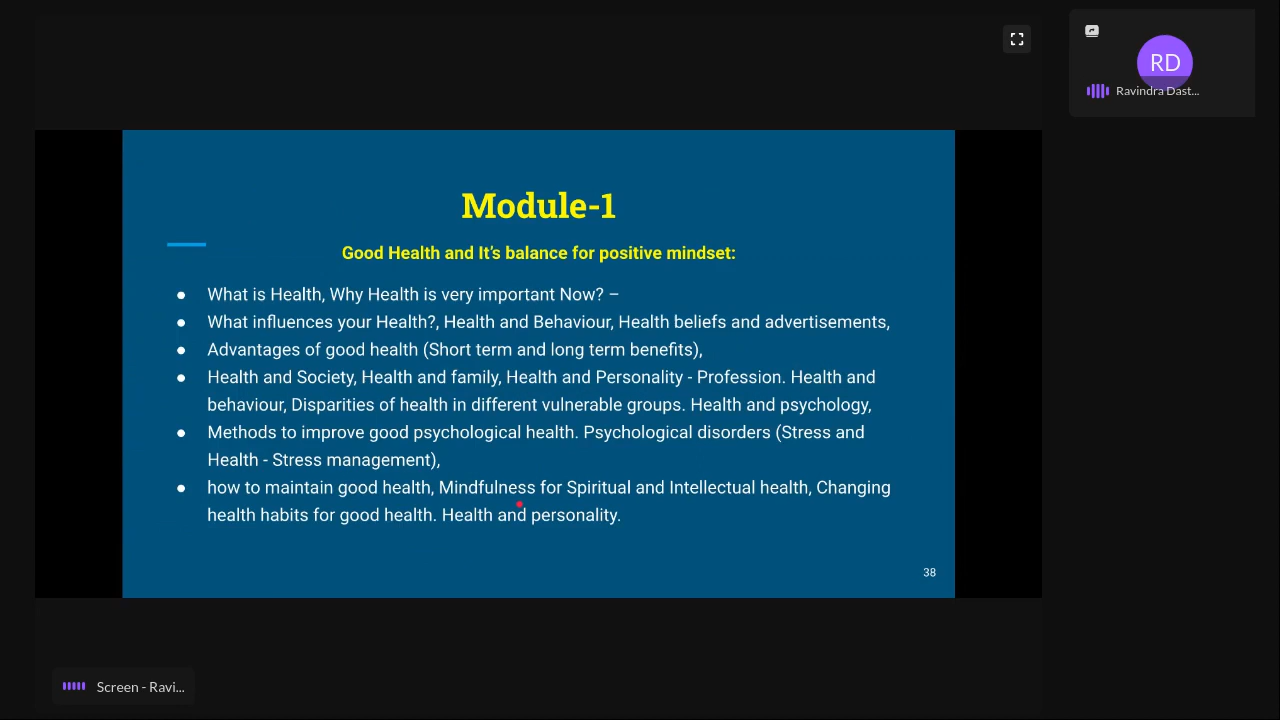 RD
Ravindra Dast...
Module-1
Good Health and It's balance for positive mindset:
● What is Health, Why Health is very important Now? –
● What influences your Health?, Health and Behaviour, Health beliefs and advertisements,
● Advantages of good health (Short term and long term benefits),
● Health and Society, Health and family, Health and Personality - Profession. Health and
behaviour, Disparities of health in different vulnerable groups. Health and psychology,
● Methods to improve good psychological health. Psychological disorders (Stress and
Health - Stress management),
● how to maintain good health, Mindfulness for Spiritual and Intellectual health, Changing
health habits for good health. Health and personality.
38
Screen - Ravi...